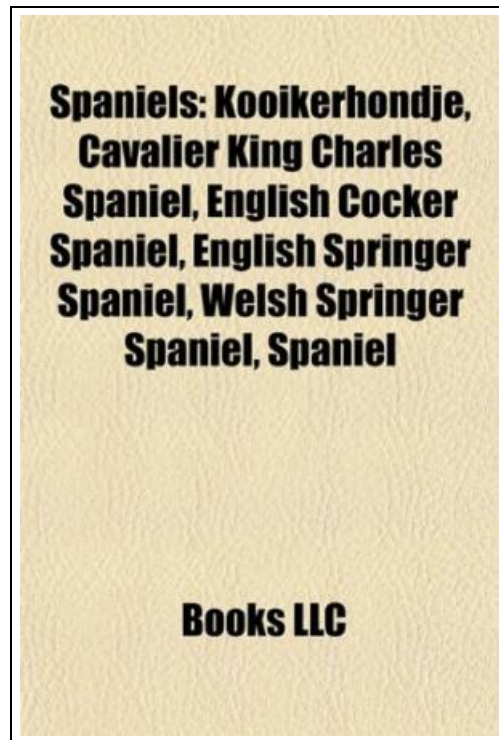 Spaniels: Kooikerhondje,
Cavalier King Charles
Spaniel, English Cocker
Spaniel, English Springer
Spaniel, Welsh Springer
Spaniel, Spaniel
Books LLC